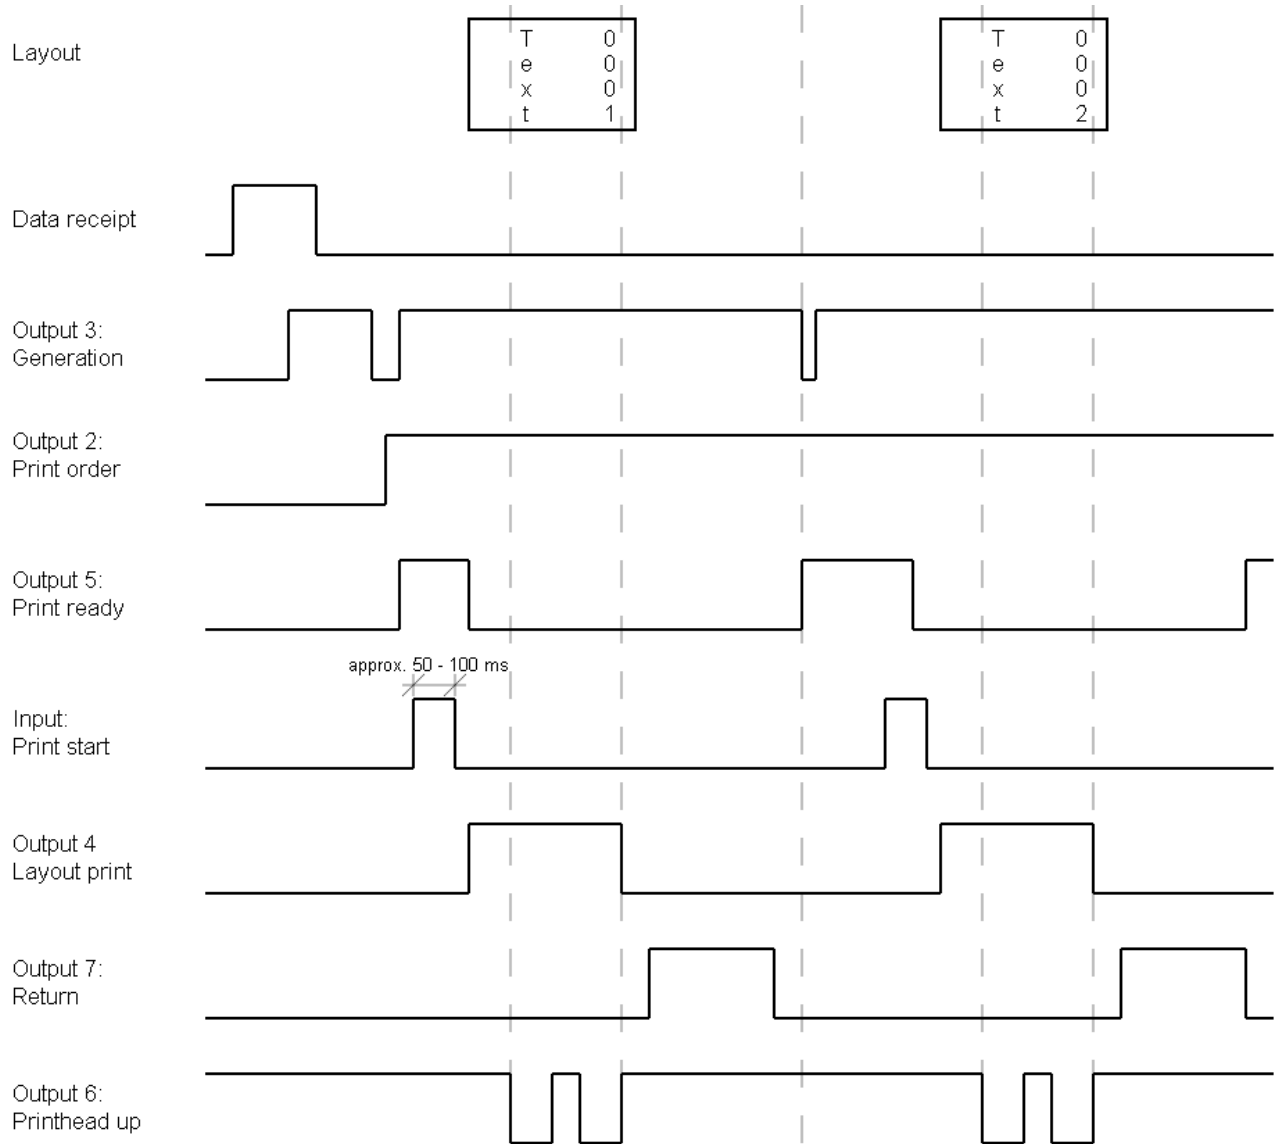 Layout
T 0
e 0
x 0
t 1
T 0
e 0
x 0
t 2
Data receipt
Output 3:
Generation
Output 2:
Print order
Output 5:
Print ready
approx. 50 - 100 ms
Input:
Print start
Output 4
Layout print
Output 7:
Return
Output 6:
Printhead up